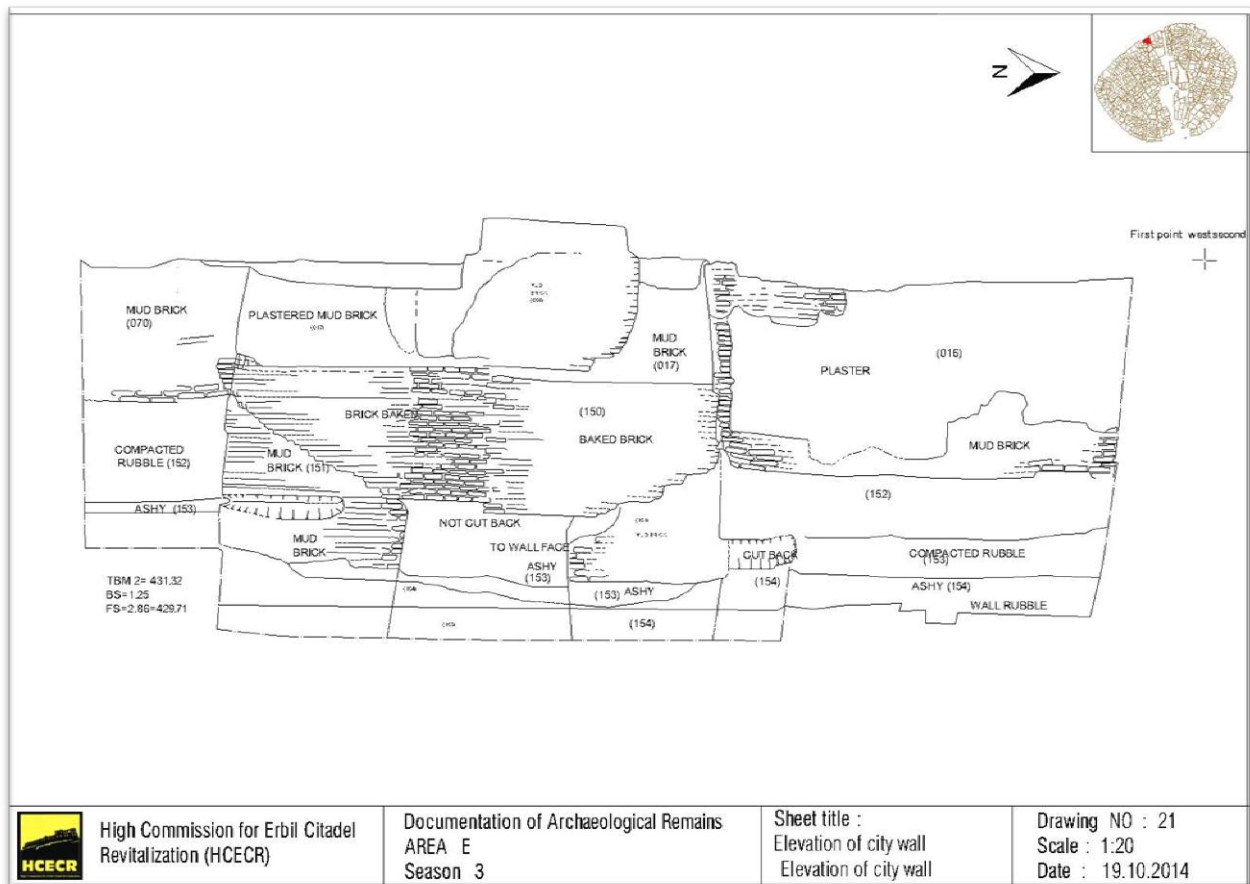 N
First point westsecond
MUD BRICK
(070)
PLASTERED MUD BRICK
MUD
BRICK
(017)
(016)
PLASTER
BRICK BAKED
(150)
BAKED BRICK
MUD BRICK
COMPACTED
RUBBLE (152)
MUD
BRICK (151)
(152)
ASHY (153)
NOT CUT BACK
TO WALL FACE
MUD
BRICK
ASHY
(153)
CUT BACK
(154)
COMPACTED RUBBLE
(153)
(153) ASHY
ASHY (154)
WALL RUBBLE
(154)
TBM 2= 431.32
BS=1.25
FS=2.86=429.71
HCECR
High Commission for Erbil Citadel
Revitalization (HCECR)
Documentation of Archaeological Remains
AREA E
Season 3
Sheet title :
Elevation of city wall
Elevation of city wall
Drawing NO : 21
Scale : 1:20
Date : 19.10.2014